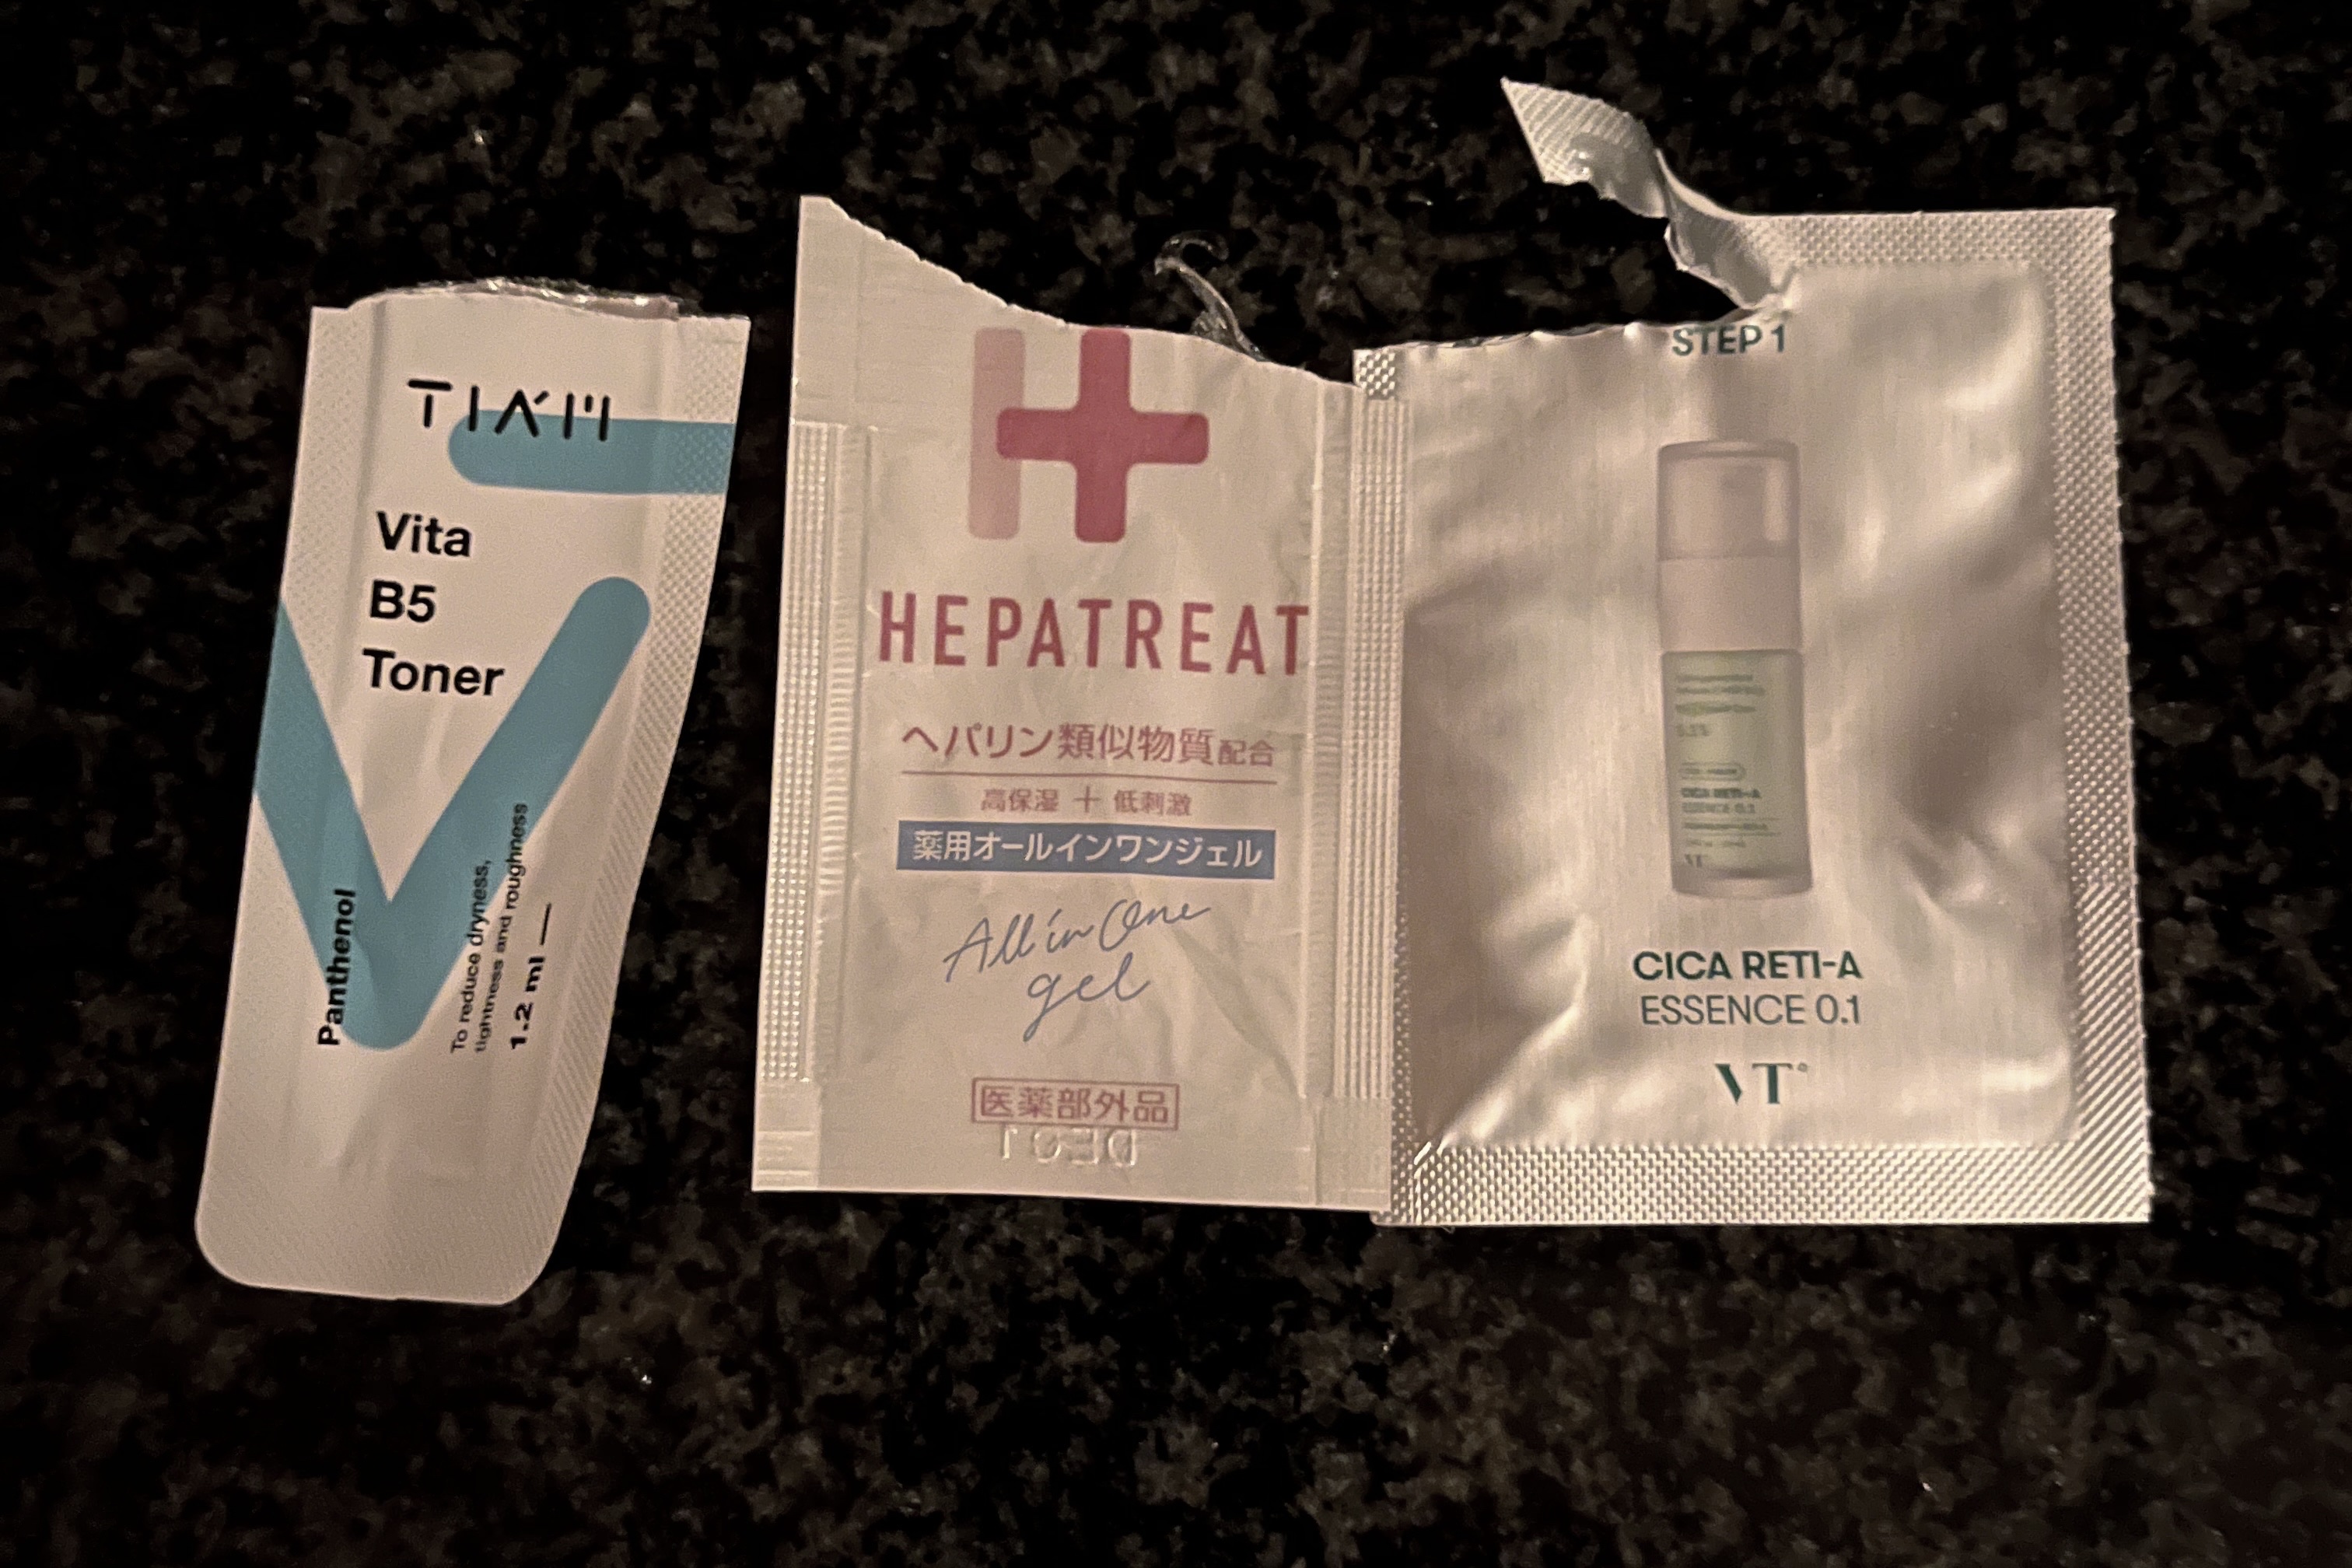 TIA'M
Vita
B5
Toner
Panthenol
To reduce dryness,
tightness and roughness
1.2 ml
H
HEPATREAT
ヘパリン類似物質配合
高保湿 + 低刺激
薬用オールインワンジェル
All in One
gel
医薬部外品
STEP 1
CICA RETI-A
ESSENCE 0.1
CICA RETI-A
ESSENCE 0.1
VT